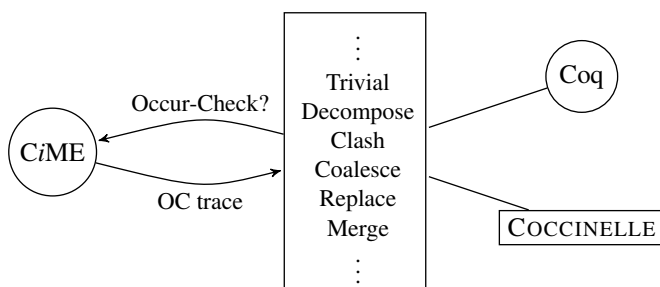 CiME
Occur-Check?
OC trace
⋮
Trivial
Decompose
Clash
Coalesce
Replace
Merge
⋮
Coq
COCCINELLE